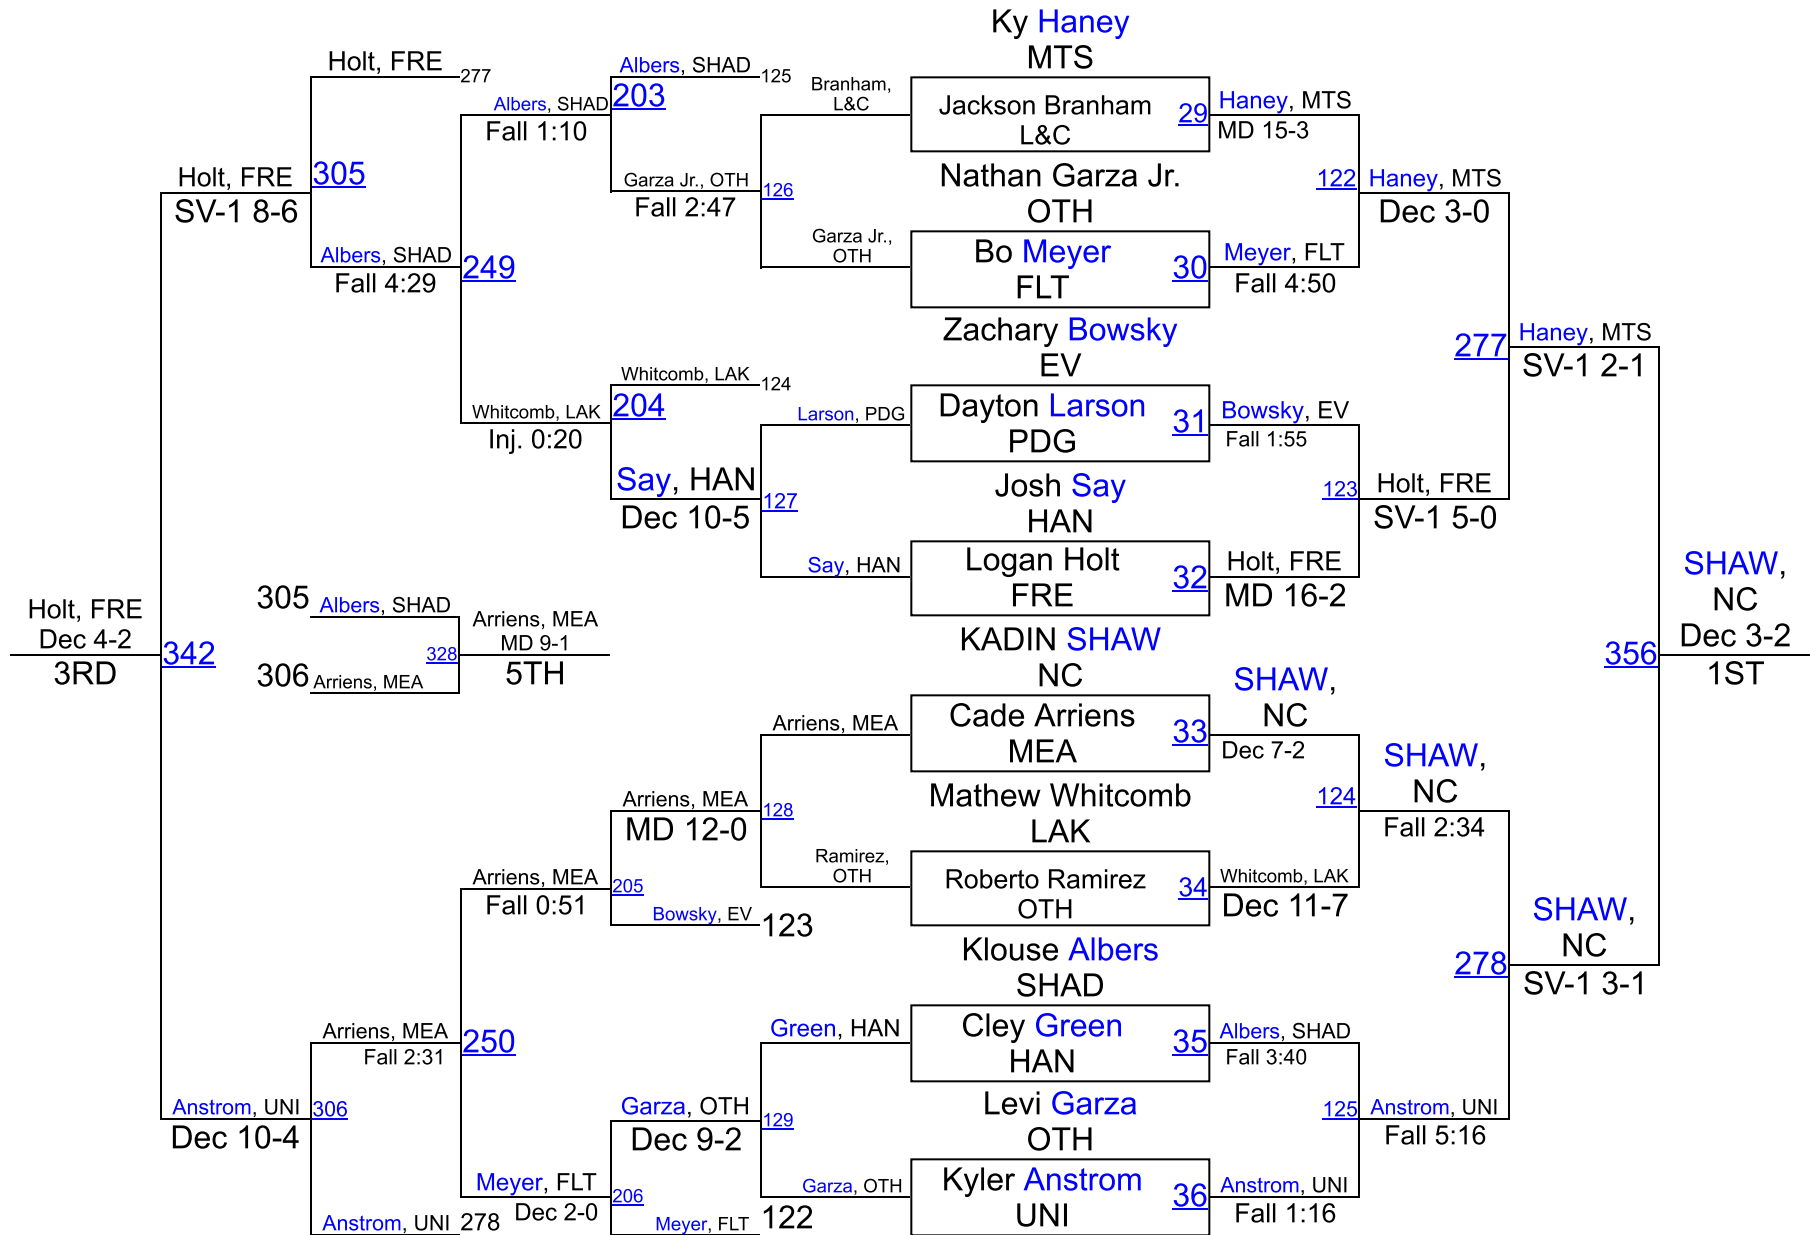 Ky Haney
MTS
Holt, FRE
277
Albers, SHAD
125
Branham,
L&C
Albers, SHAD
203
Fall 1:10
Jackson Branham
L&C
29
Haney, MTS
MD 15-3
Holt, FRE
305
SV-1 8-6
Garza Jr., OTH
126
Fall 2:47
Nathan Garza Jr.
OTH
122
Haney, MTS
Dec 3-0
Albers, SHAD
249
Fall 4:29
Garza Jr.,
OTH
Bo Meyer
FLT
30
Meyer, FLT
Fall 4:50
Zachary Bowsky
EV
277
Haney, MTS
SV-1 2-1
Whitcomb, LAK
124
Whitcomb, LAK
204
Inj. 0:20
Larson, PDG
Dayton Larson
PDG
31
Bowsky, EV
Fall 1:55
Say, HAN
127
Dec 10-5
Josh Say
HAN
123
Holt, FRE
SV-1 5-0
Say, HAN
Logan Holt
FRE
32
Holt, FRE
MD 16-2
Holt, FRE
Dec 4-2
3RD
342
305
Albers, SHAD
306
Arriens, MEA
328
Arriens, MEA
MD 9-1
5TH
KADIN SHAW
NC
356
SHAW,
NC
Dec 3-2
1ST
Arriens, MEA
Cade Arriens
MEA
33
SHAW,
NC
Dec 7-2
Arriens, MEA
128
MD 12-0
Mathew Whitcomb
LAK
124
SHAW,
NC
Fall 2:34
Ramirez,
OTH
Roberto Ramirez
OTH
34
Whitcomb, LAK
Dec 11-7
Arriens, MEA
205
Fall 0:51
Bowsky, EV
123
Klouse Albers
SHAD
278
SHAW,
NC
SV-1 3-1
Arriens, MEA
250
Fall 2:31
Green, HAN
Cley Green
HAN
35
Albers, SHAD
Fall 3:40
Anstrom, UNI
306
Dec 10-4
Garza, OTH
129
Dec 9-2
Levi Garza
OTH
125
Anstrom, UNI
Fall 5:16
Meyer, FLT
206
Dec 2-0
Garza, OTH
Kyler Anstrom
UNI
36
Anstrom, UNI
Fall 1:16
Anstrom, UNI
278
Meyer, FLT
122